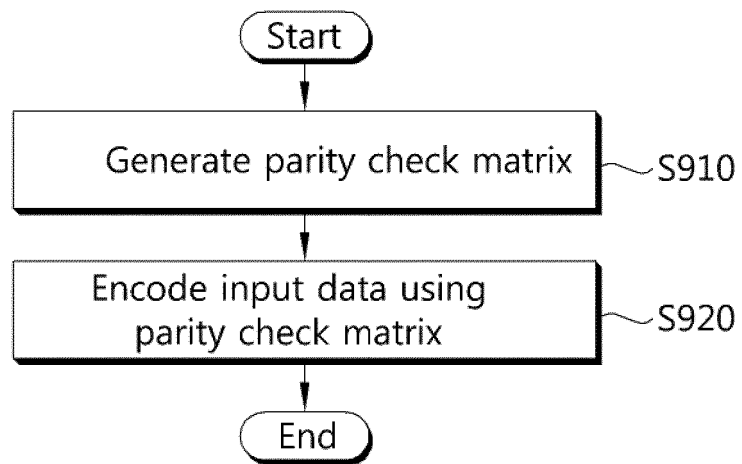 Start
Generate parity check matrix
S910
Encode input data using
parity check matrix
S920
End